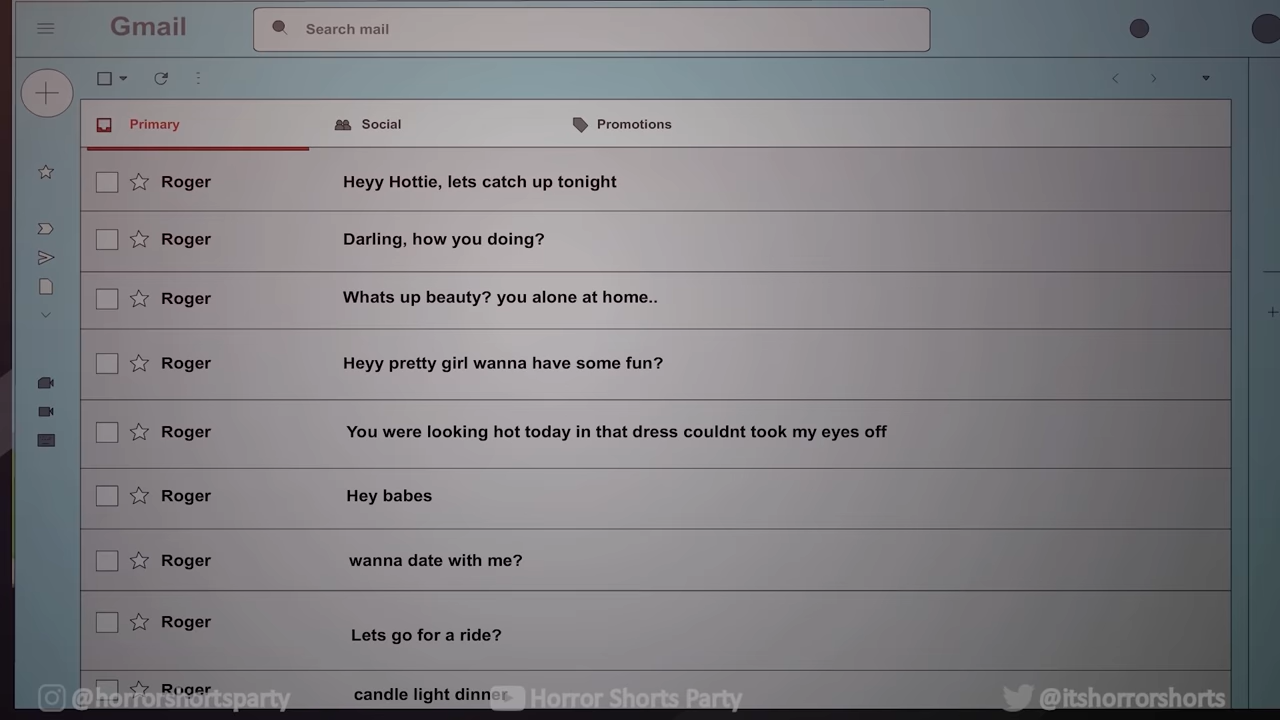 Gmail
Search mail
Primary
Social
Promotions
Roger Heyy Hottie, lets catch up tonight
Roger Darling, how you doing?
Roger Whats up beauty? you alone at home..
Roger Heyy pretty girl wanna have some fun?
Roger You were looking hot today in that dress couldnt took my eyes off
Roger Hey babes
Roger wanna date with me?
Roger Lets go for a ride?
Roger candle light dinner
@horrorshortsparty Horror Shorts Party @itshorrorshorts